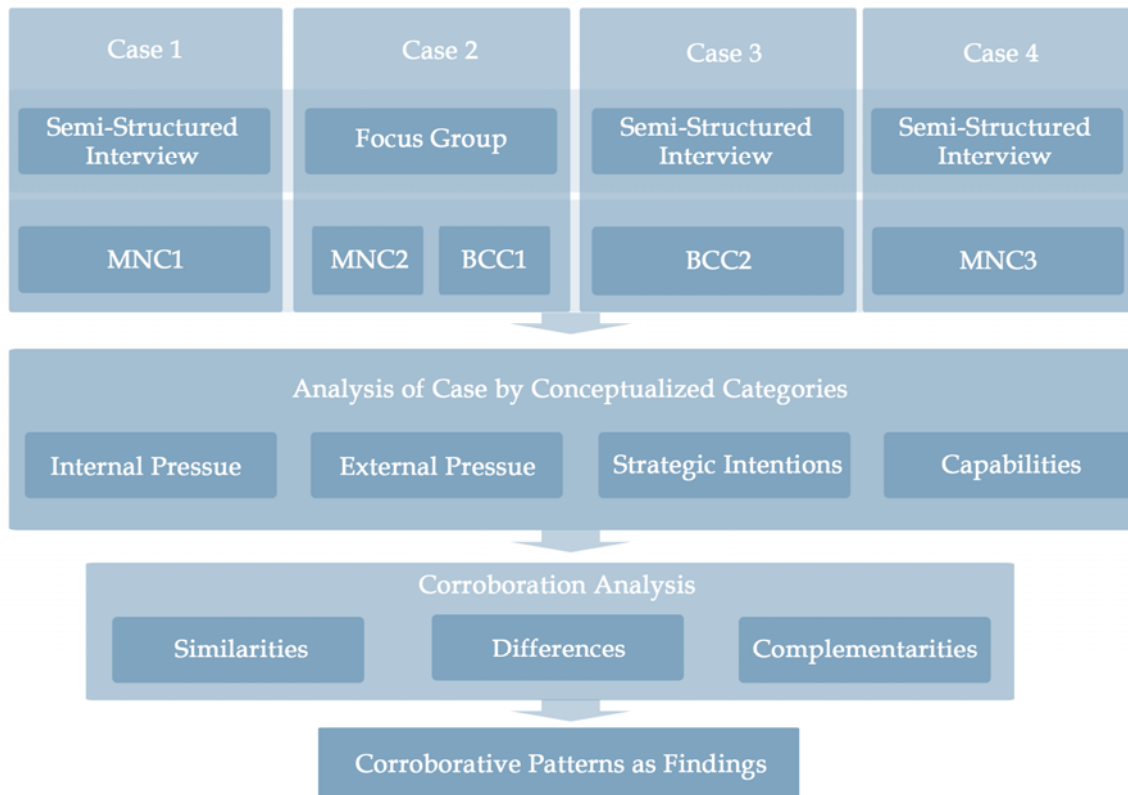 Case 1
Case 2
Case 3
Case 4
Semi-Structured
Interview
Focus Group
Semi-Structured
Interview
Semi-Structured
Interview
MNC1
MNC2
BCC1
BCC2
MNC3
Analysis of Case by Conceptualized Categories
Internal Pressue
External Pressue
Strategic Intentions
Capabilities
Corroboration Analysis
Similarities
Differences
Complementarities
Corroborative Patterns as Findings